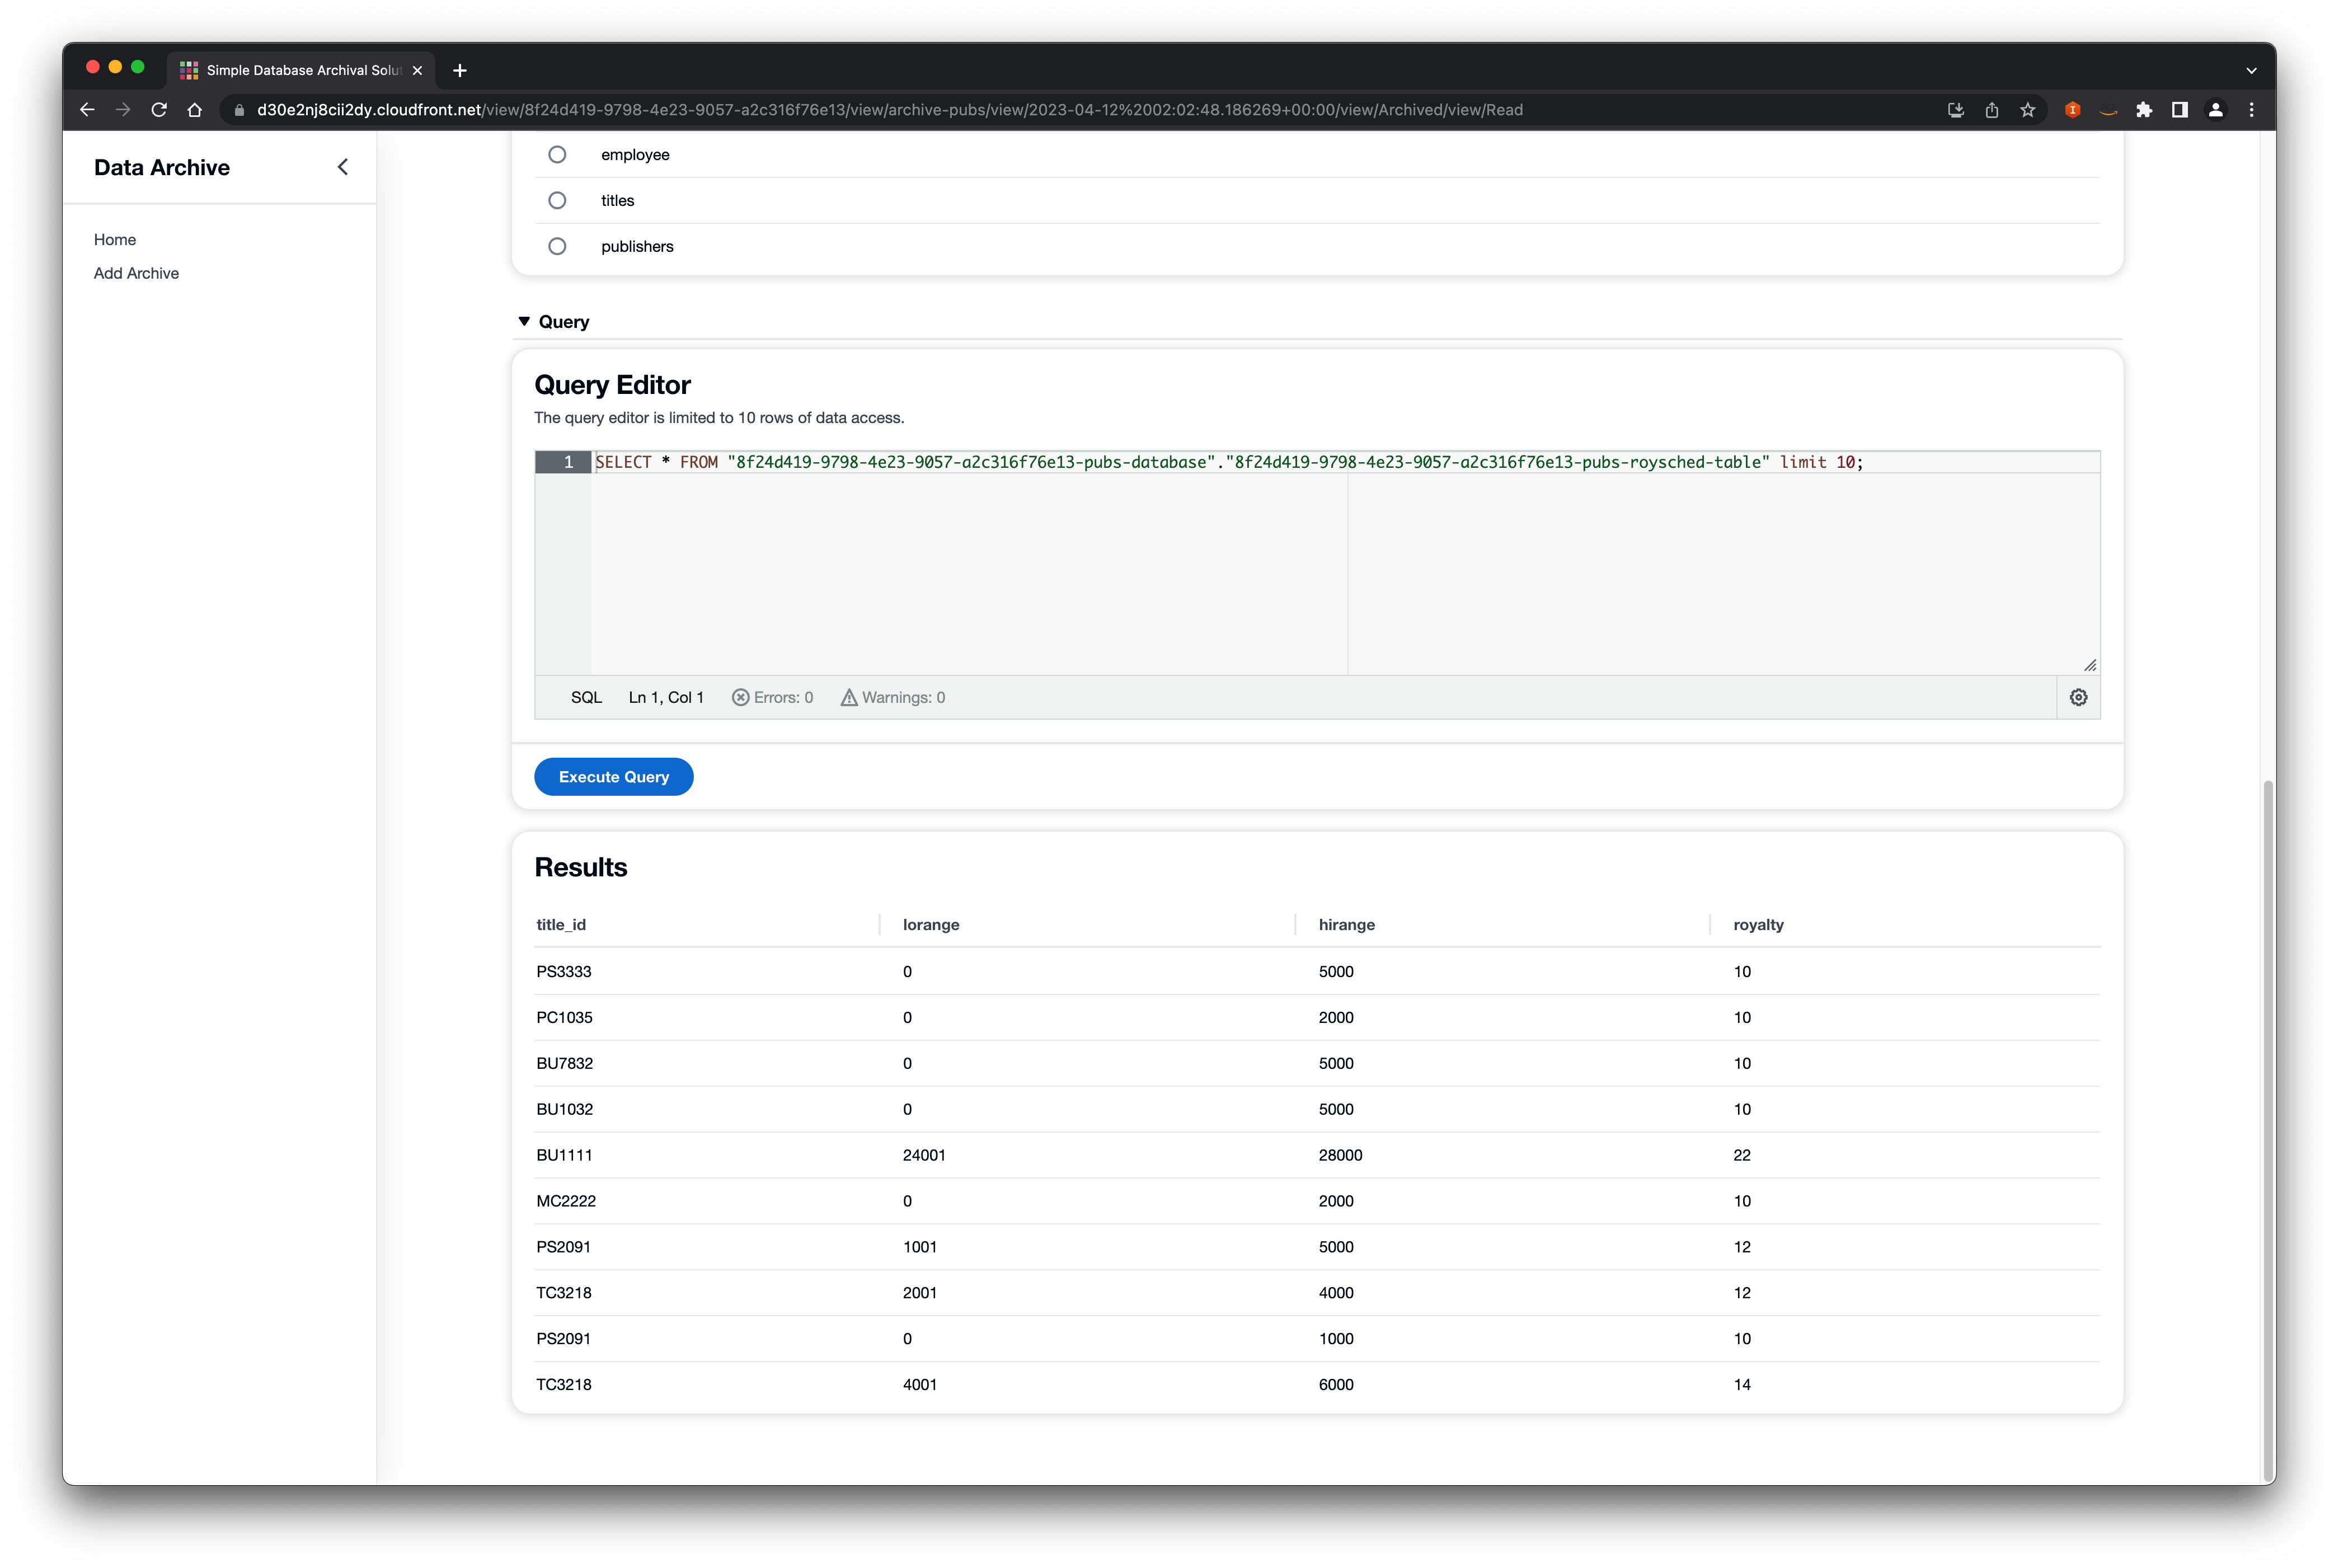 Simple Database Archival Solut
d30e2nj8cii2dy.cloudfront.net/view/8f24d419-9798-4e23-9057-a2c316f76e13/view/archive-pubs/view/2023-04-12%2002:02:48.186269+00:00/view/Archived/view/Read
Data Archive
Home
Add Archive
employee
titles
publishers
Query
Query Editor
The query editor is limited to 10 rows of data access.
1 SELECT * FROM "8f24d419-9798-4e23-9057-a2c316f76e13-pubs-database"."8f24d419-9798-4e23-9057-a2c316f76e13-pubs-roysched-table" limit 10;
SQL Ln 1, Col 1 Errors: 0 Warnings: 0
Execute Query
Results
title_id lorange hirange royalty
PS3333 0 5000 10
PC1035 0 2000 10
BU7832 0 5000 10
BU1032 0 5000 10
BU1111 24001 28000 22
MC2222 0 2000 10
PS2091 1001 5000 12
TC3218 2001 4000 12
PS2091 0 1000 10
TC3218 4001 6000 14